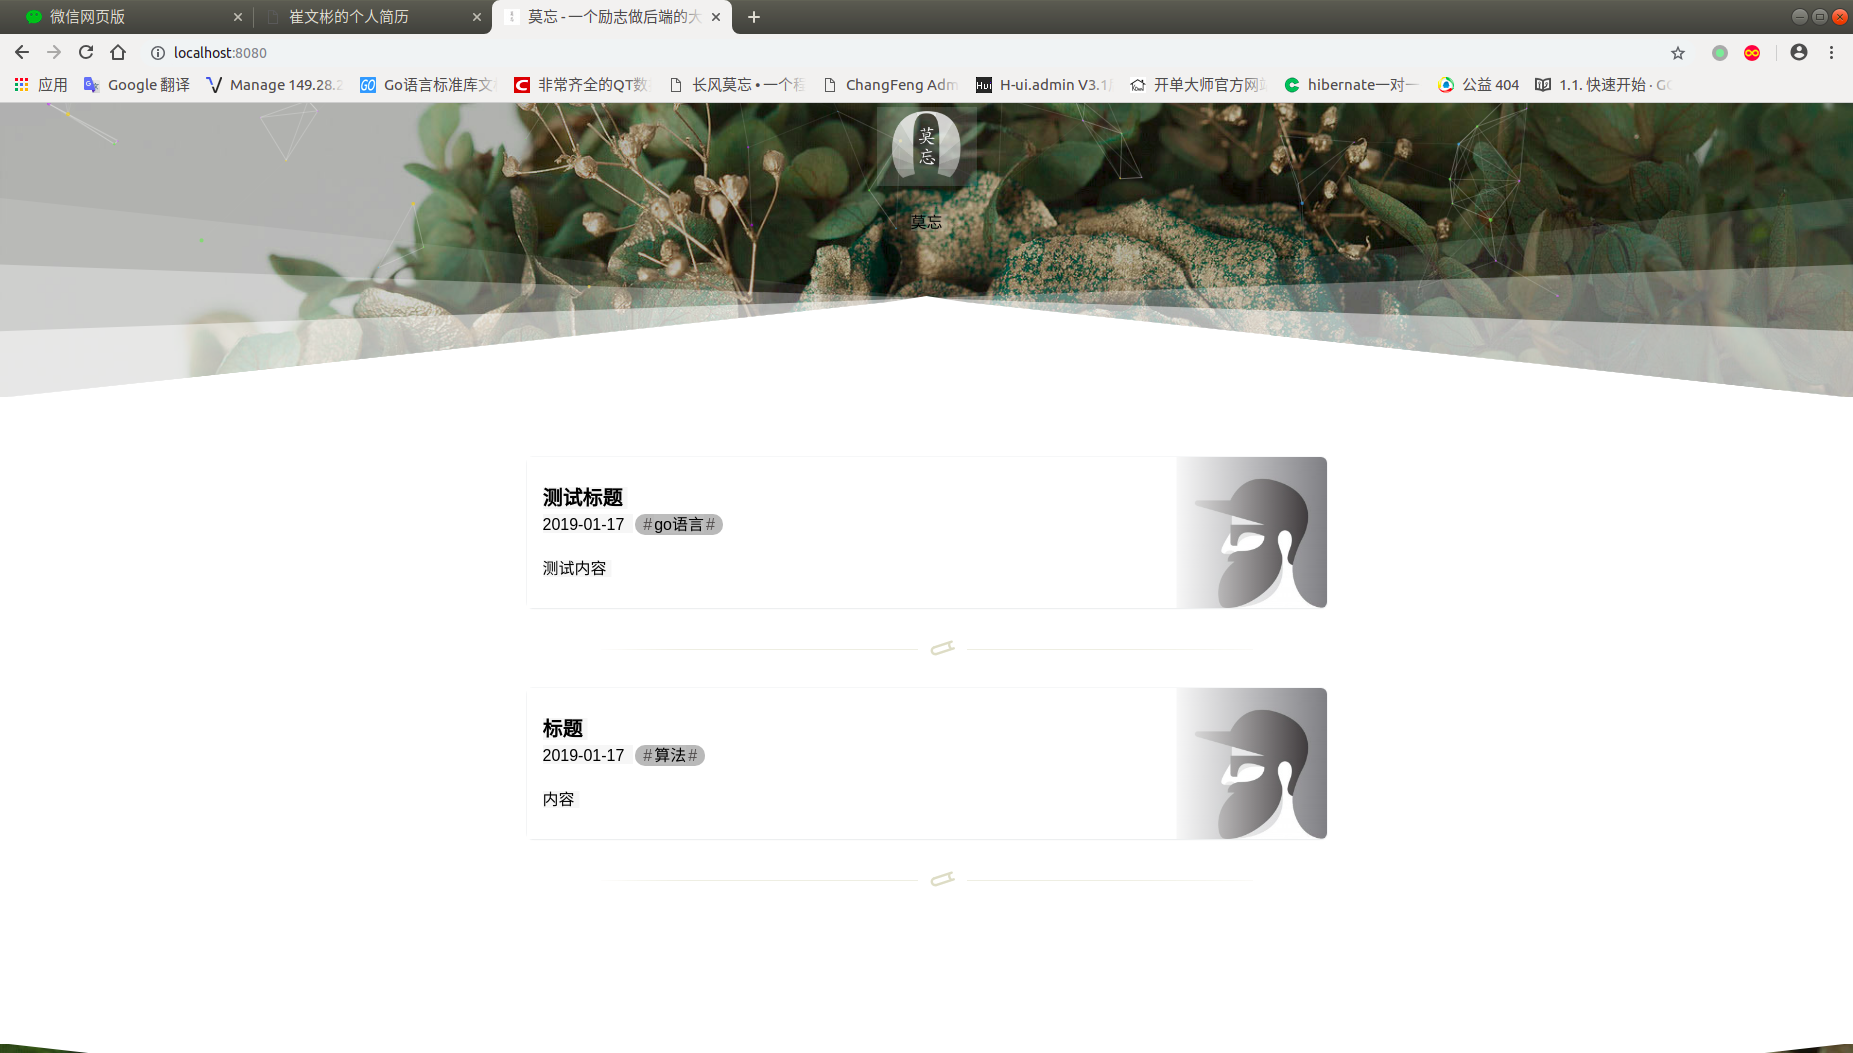 微信网页版
崔文彬的个人简历
莫忘 - 一个励志做后端的大
localhost:8080
应用
Google 翻译
Manage 149.28.2
GO
Go语言标准库文
非常齐全的QT数
长风莫忘 • 一个程
ChangFeng Adm
Hui
H-ui.admin V3.1
开单大师官方网站
hibernate一对一
公益 404
1.1. 快速开始 · GO
莫
忘
莫忘
测试标题
2019-01-17 #go语言#
测试内容
标题
2019-01-17 #算法#
内容